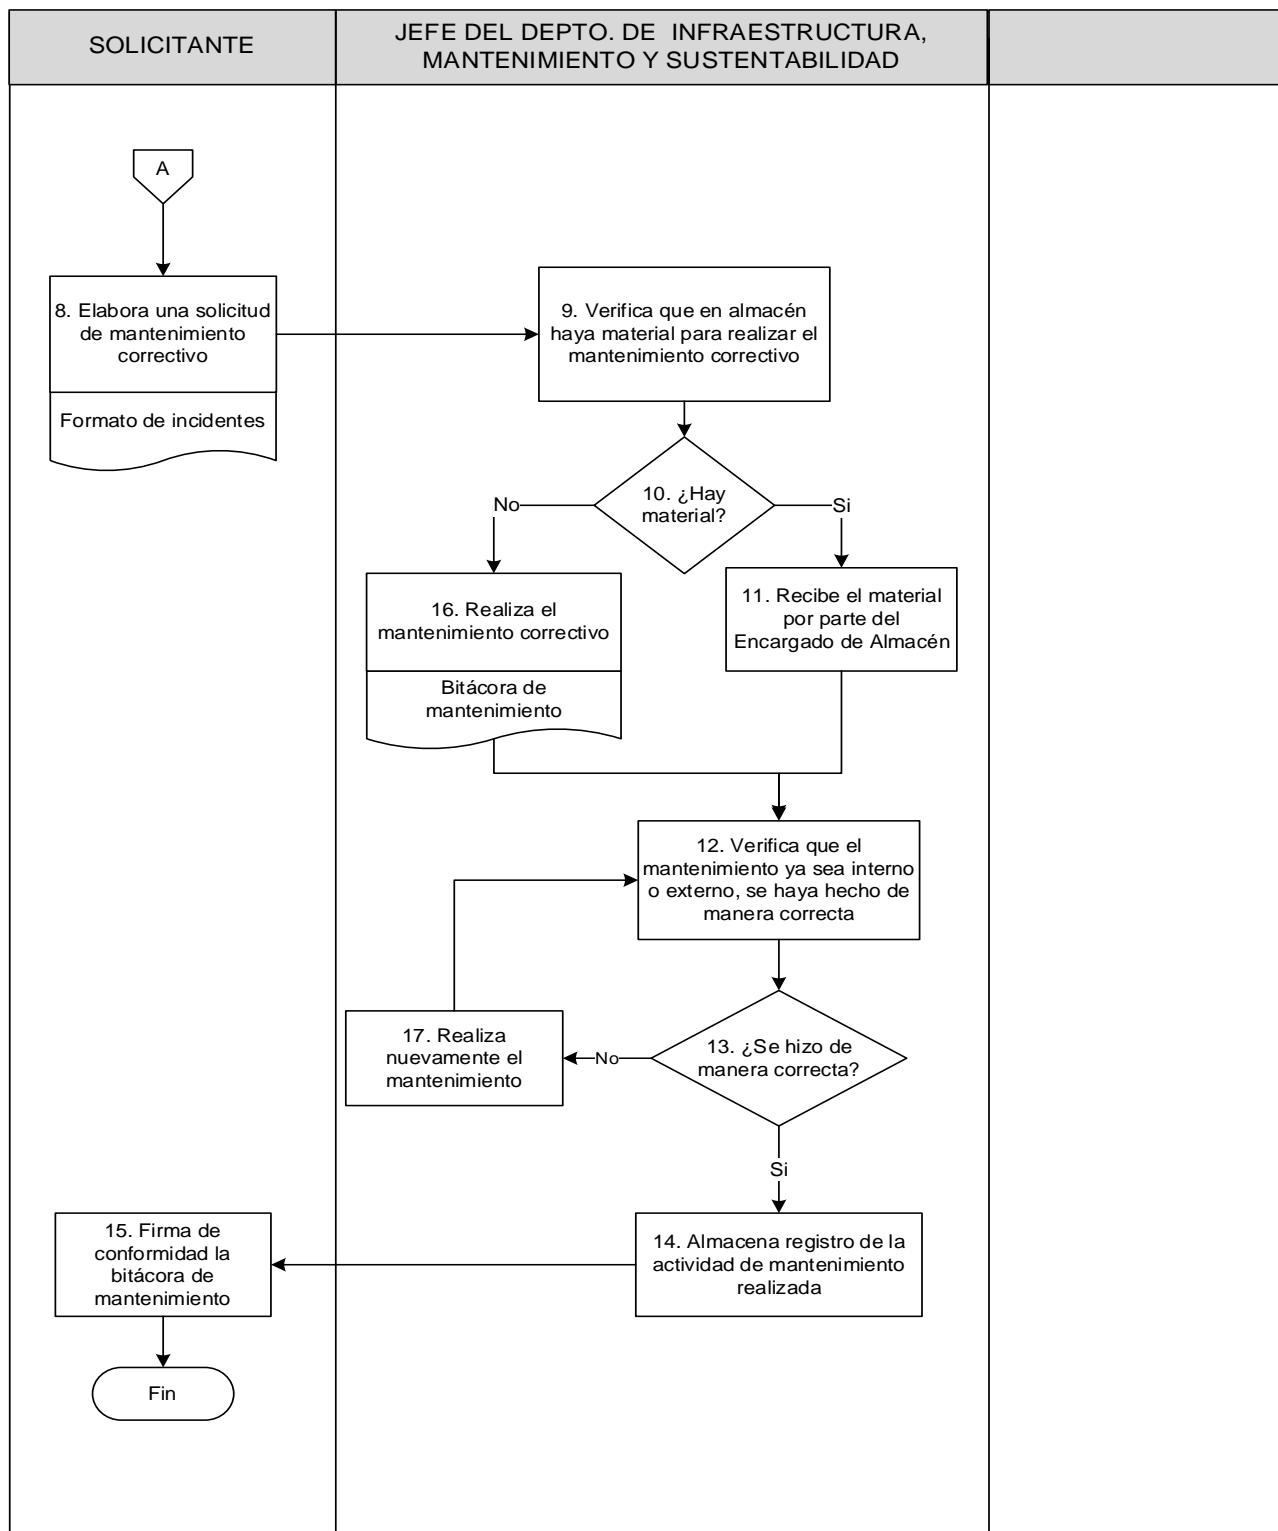 SOLICITANTE
JEFE DEL DEPTO. DE INFRAESTRUCTURA,
MANTENIMIENTO Y SUSTENTABILIDAD
A
8. Elabora una solicitud
de mantenimiento
correctivo
Formato de incidentes
9. Verifica que en almacén
haya material para realizar el
mantenimiento correctivo
10. ¿Hay
material?
No
Si
16. Realiza el
mantenimiento correctivo
Bitácora de
mantenimiento
11. Recibe el material
por parte del
Encargado de Almacén
12. Verifica que el
mantenimiento ya sea interno
o externo, se haya hecho de
manera correcta
13. ¿Se hizo de
manera correcta?
No
17. Realiza
nuevamente el
mantenimiento
Si
14. Almacena registro de la
actividad de mantenimiento
realizada
15. Firma de
conformidad la
bitácora de
mantenimiento
Fin